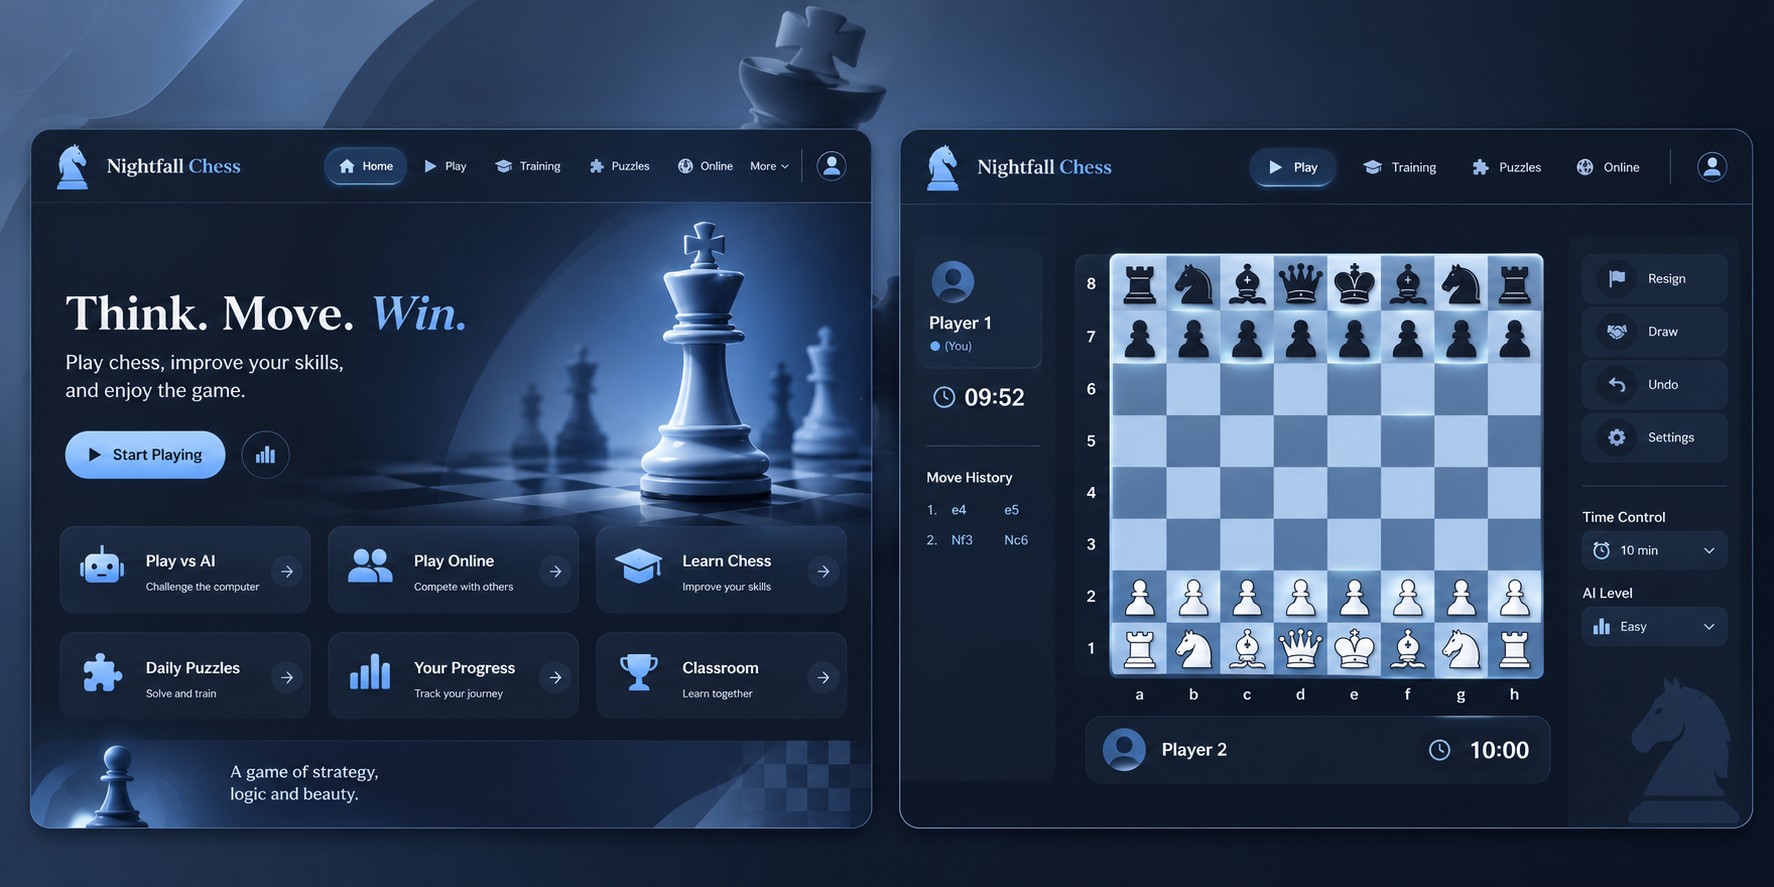 Nightfall Chess
Home
Play
Training
Puzzles
Online
More
Think. Move. Win.
Play chess, improve your skills,
and enjoy the game.
Start Playing
Play vs AI
Challenge the computer
Play Online
Compete with others
Learn Chess
Improve your skills
Daily Puzzles
Solve and train
Your Progress
Track your journey
Classroom
Learn together
A game of strategy,
logic and beauty.
Nightfall Chess
Play
Training
Puzzles
Online
Player 1
(You)
09:52
Move History
1. e4 e5
2. Nf3 Nc6
8
7
6
5
4
3
2
1
a b c d e f g h
Player 2
10:00
Resign
Draw
Undo
Settings
Time Control
10 min
AI Level
Easy